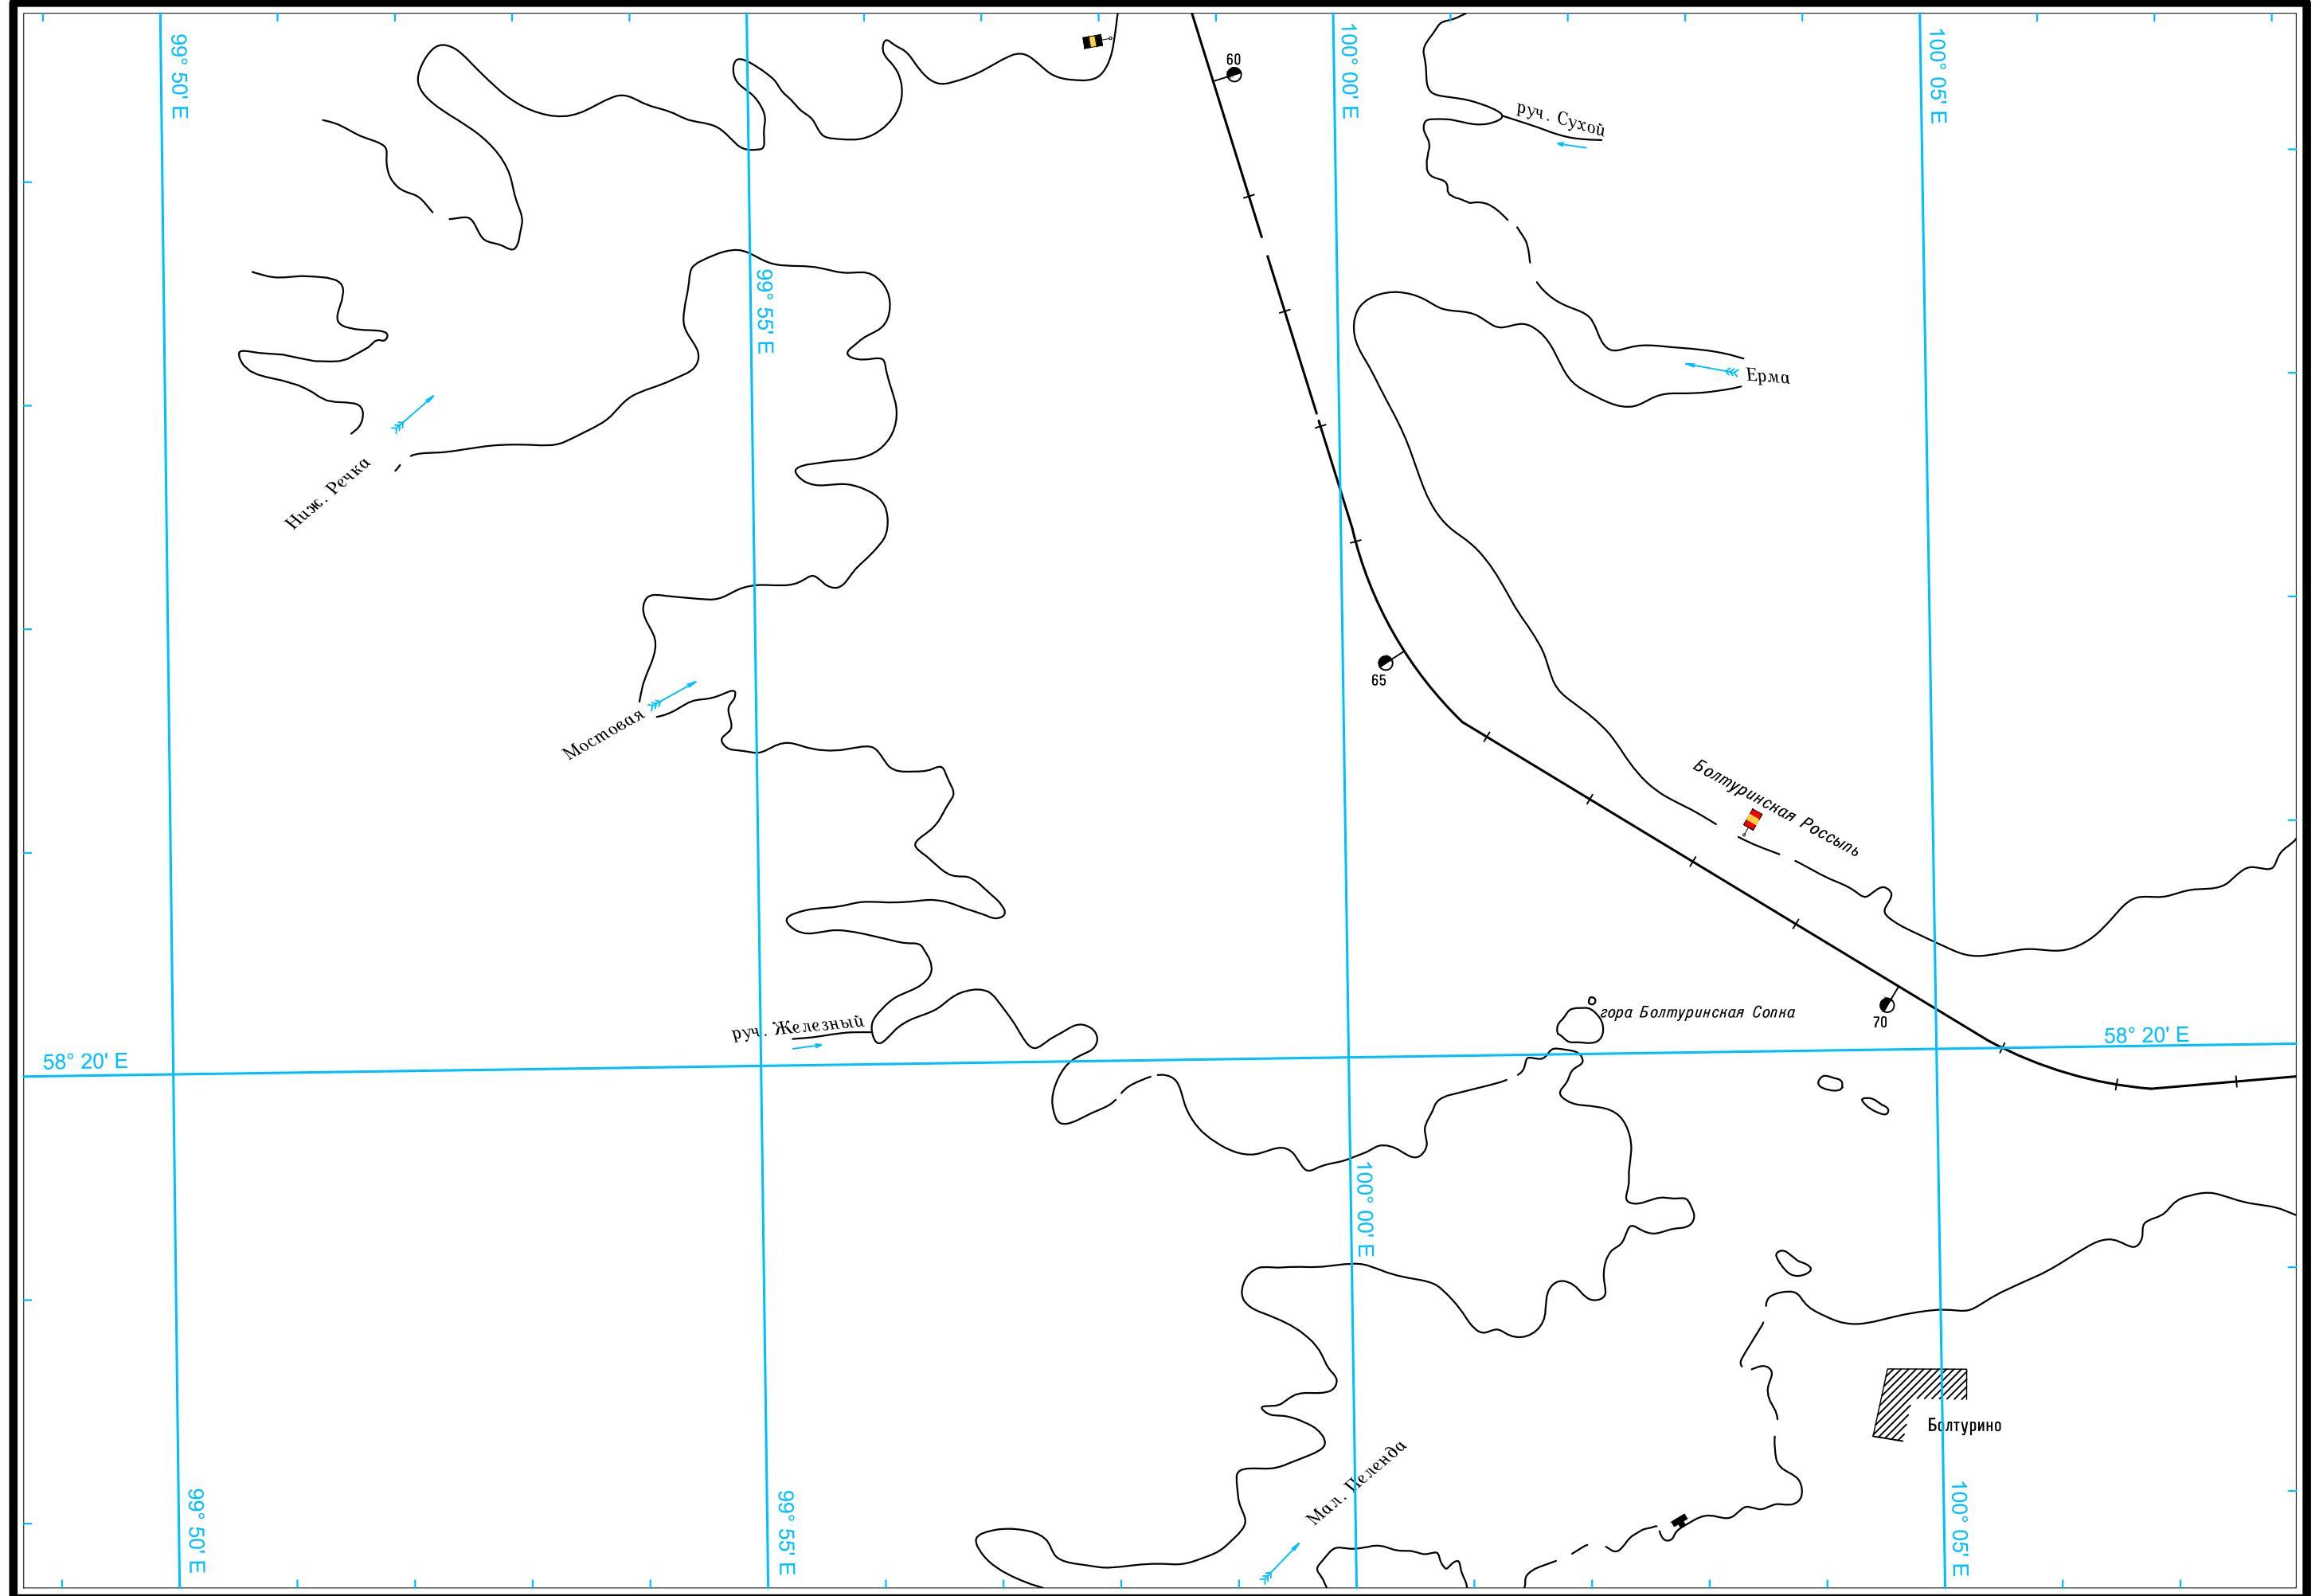 99° 50' E
100° 00' E
100° 05' E
60
руч. Сухой
99° 55' E
Ерма
Ниж. Речка
65
Мостовая
Болтуринская Россыпь
гора Болтуринская Сопка
70
руч. Железный
58° 20' E
58° 20' E
100° 00' E
Болтурино
Мал. Пеленда
99° 50' E
99° 55' E
100° 05' E